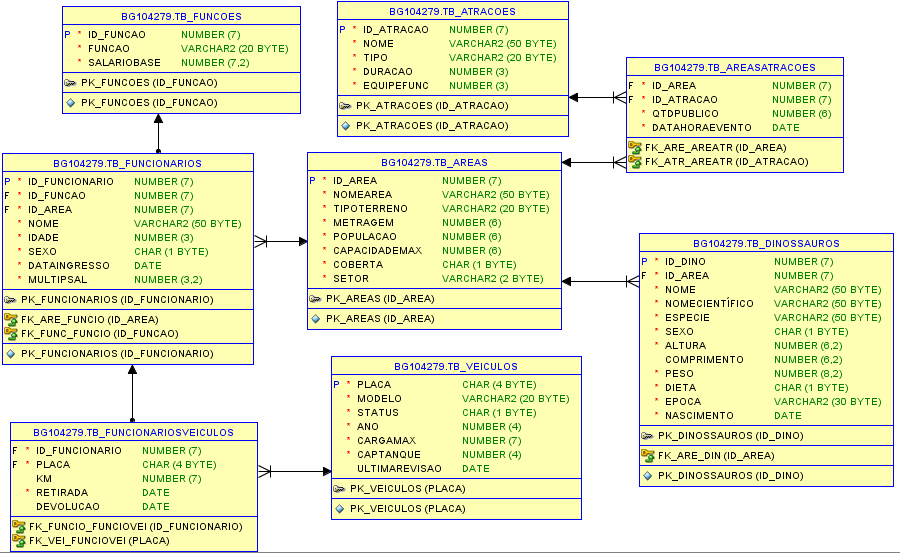 BG104279.TB_FUNCOES
P * ID_FUNCAO NUMBER (7)
* FUNCAO VARCHAR2 (20 BYTE)
* SALARIOBASE NUMBER (7,2)
PK_FUNCOES (ID_FUNCAO)
PK_FUNCOES (ID_FUNCAO)
BG104279.TB_ATRACOES
P * ID_ATRACAO NUMBER (7)
* NOME VARCHAR2 (50 BYTE)
* TIPO VARCHAR2 (20 BYTE)
* DURACAO NUMBER (3)
* EQUIPEFUNC NUMBER (3)
PK_ATRACOES (ID_ATRACAO)
PK_ATRACOES (ID_ATRACAO)
BG104279.TB_AREASATRACOES
F * ID_AREA NUMBER (7)
F * ID_ATRACAO NUMBER (7)
* QTDPUBLICO NUMBER (6)
* DATAHORAEVENTO DATE
FK_ARE_AREATR (ID_AREA)
FK_ATR_AREATR (ID_ATRACAO)
BG104279.TB_FUNCIONARIOS
P * ID_FUNCIONARIO NUMBER (7)
F * ID_FUNCAO NUMBER (7)
F * ID_AREA NUMBER (7)
* NOME VARCHAR2 (50 BYTE)
* IDADE NUMBER (3)
* SEXO CHAR (1 BYTE)
* DATAINGRESSO DATE
* MULTIPSAL NUMBER (3,2)
PK_FUNCIONARIOS (ID_FUNCIONARIO)
FK_ARE_FUNCIO (ID_AREA)
FK_FUNC_FUNCIO (ID_FUNCAO)
PK_FUNCIONARIOS (ID_FUNCIONARIO)
BG104279.TB_AREAS
P * ID_AREA NUMBER (7)
* NOMEAREA VARCHAR2 (50 BYTE)
* TIPOTERRENO VARCHAR2 (20 BYTE)
* METRAGEM NUMBER (6)
* POPULACAO NUMBER (6)
* CAPACIDADEMAX NUMBER (6)
* COBERTA CHAR (1 BYTE)
* SETOR VARCHAR2 (2 BYTE)
PK_AREAS (ID_AREA)
PK_AREAS (ID_AREA)
BG104279.TB_DINOSSAUROS
P * ID_DINO NUMBER (7)
F * ID_AREA NUMBER (7)
* NOME VARCHAR2 (50 BYTE)
* NOMECIENTÍFICO VARCHAR2 (50 BYTE)
* ESPECIE VARCHAR2 (50 BYTE)
* SEXO CHAR (1 BYTE)
* ALTURA NUMBER (6,2)
COMPRIMENTO NUMBER (6,2)
* PESO NUMBER (8,2)
* DIETA CHAR (1 BYTE)
* EPOCA VARCHAR2 (30 BYTE)
* NASCIMENTO DATE
PK_DINOSSAUROS (ID_DINO)
FK_ARE_DIN (ID_AREA)
PK_DINOSSAUROS (ID_DINO)
BG104279.TB_FUNCIONARIOSVEICULOS
F * ID_FUNCIONARIO NUMBER (7)
F * PLACA CHAR (4 BYTE)
KM NUMBER (7)
* RETIRADA DATE
DEVOLUCAO DATE
FK_FUNCIO_FUNCIOVEI (ID_FUNCIONARIO)
FK_VEI_FUNCIOVEI (PLACA)
BG104279.TB_VEICULOS
P * PLACA CHAR (4 BYTE)
* MODELO VARCHAR2 (20 BYTE)
* STATUS CHAR (1 BYTE)
* ANO NUMBER (4)
* CARGAMAX NUMBER (7)
* CAPTANQUE NUMBER (4)
ULTIMAREVISAO DATE
PK_VEICULOS (PLACA)
PK_VEICULOS (PLACA)